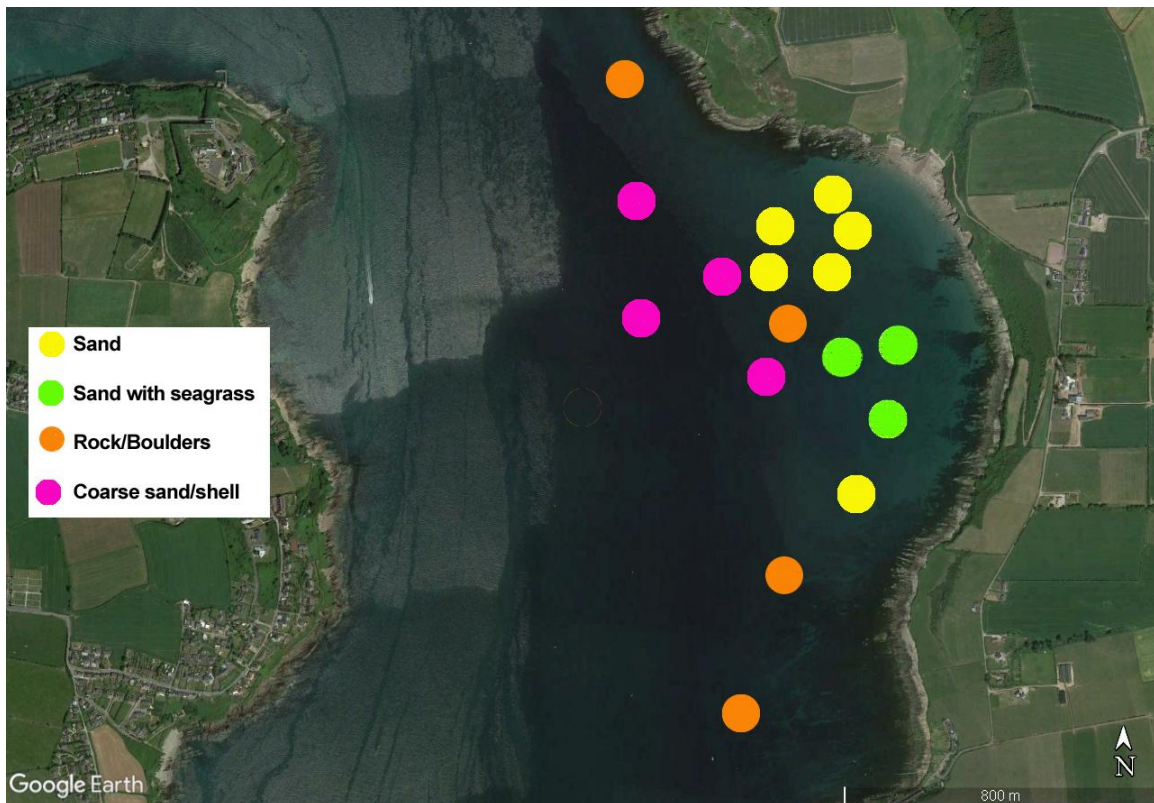 Sand
Sand with seagrass
Rock/Boulders
Coarse sand/shell
Google Earth
N
800 m